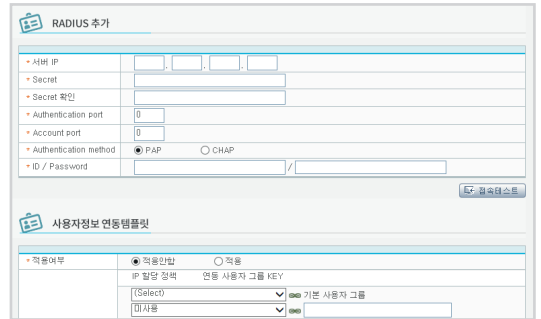 RADIUS 추가
* 서버 IP . . .
* Secret
* Secret 확인
* Authentication port 0
* Account port 0
* Authentication method PAP CHAP
* ID / Password /
접속테스트
사용자정보 연동템플릿
* 적용여부 적용안함 적용
IP 할당 정책 연동 사용자 그룹 KEY
(Select) 기본 사용자 그룹
미사용